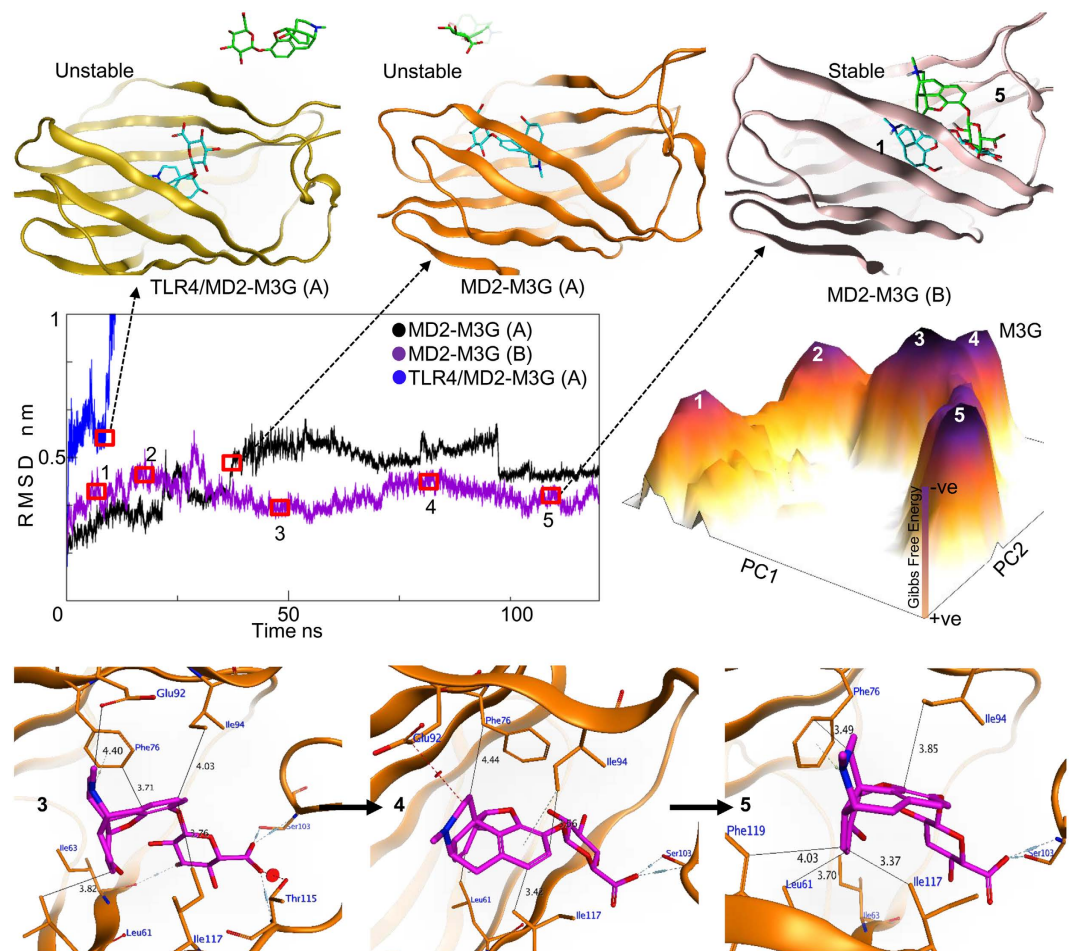 Unstable
Unstable
Stable
5
1
TLR4/MD2-M3G (A)
MD2-M3G (A)
MD2-M3G (B)
1
0.5
RMSD nm
MD2-M3G (A)
MD2-M3G (B)
TLR4/MD2-M3G (A)
1
2
3
4
5
0
50
100
Time ns
M3G
1
2
3
4
5
-ve
Gibbs Free Energy
+ve
PC1
PC2
3
Glu92
Phe76
Ile94
4.40
4.03
3.71
3.76
Ser103
Ile63
3.82
Thr115
Leu61
Ile117
4
Phe76
Glu92
4.44
Ile94
Ser103
Leu61
3.42
Ile117
5
Phe76
3.49
Ile94
3.85
Phe119
Ser103
4.03
3.37
3.70
Leu61
Ile117
Ile63